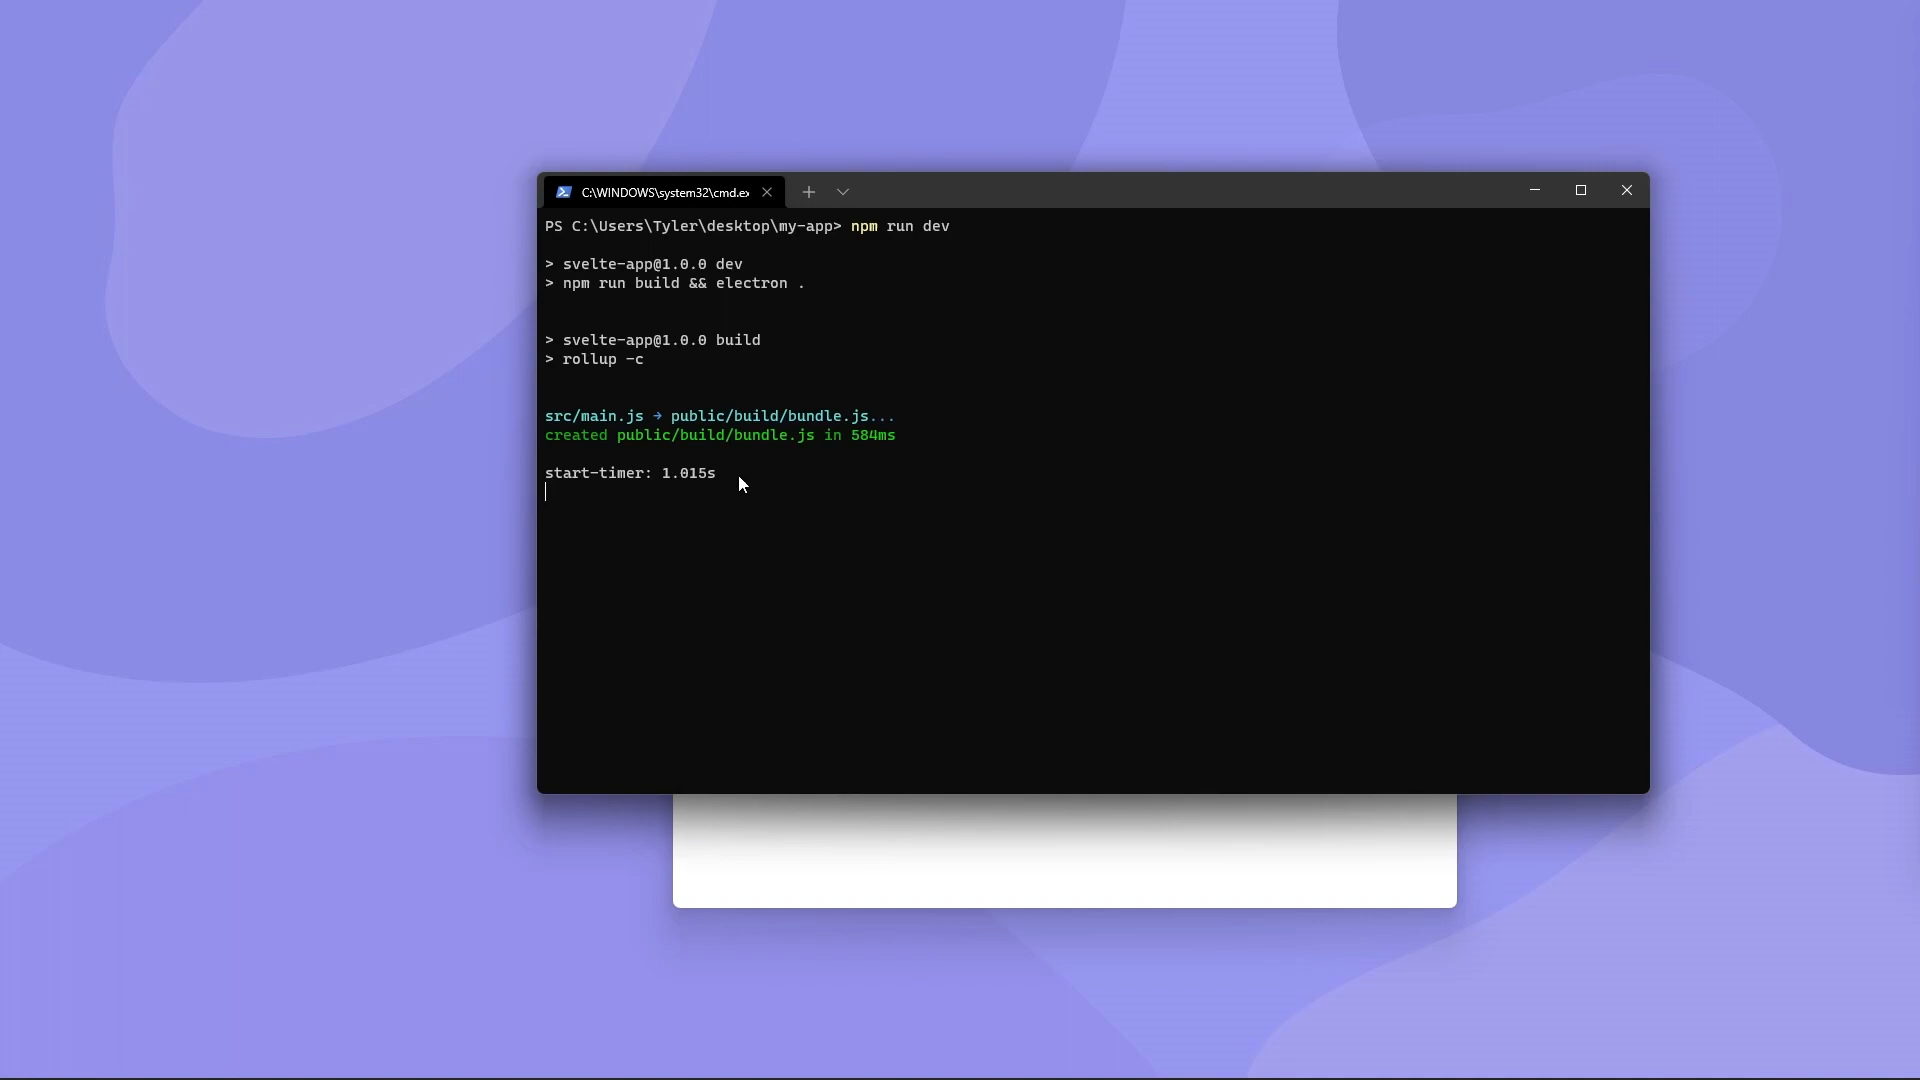 C:\WINDOWS\system32\cmd.ex
PS C:\Users\Tyler\desktop\my-app> npm run dev
> svelte-app@1.0.0 dev
> npm run build && electron .
> svelte-app@1.0.0 build
> rollup -c
src/main.js → public/build/bundle.js...
created public/build/bundle.js in 584ms
start-timer: 1.015s